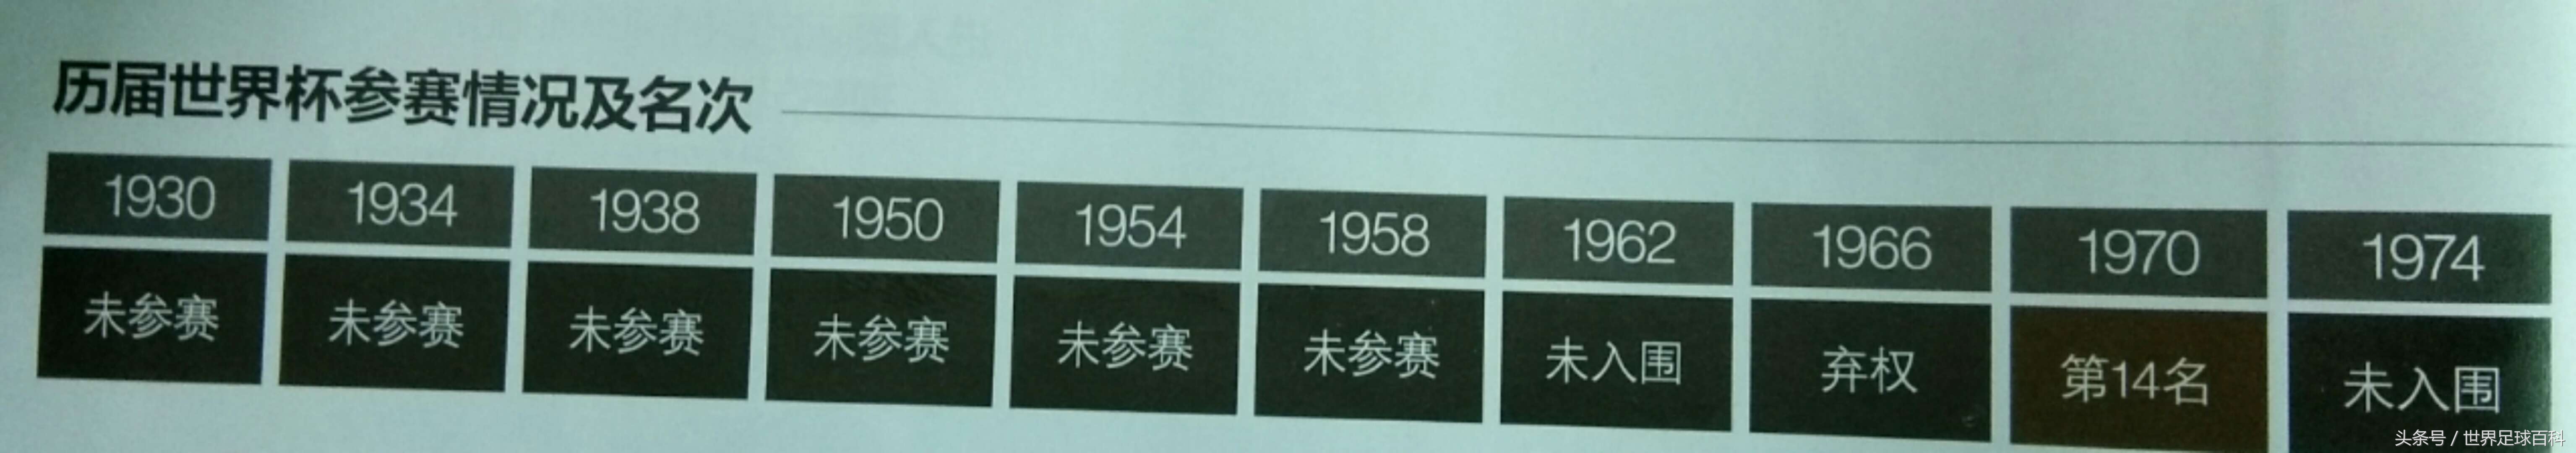 历届世界杯参赛情况及名次
1930 1934 1938 1950 1954 1958 1962 1966 1970 1974
未参赛 未参赛 未参赛 未参赛 未参赛 未参赛 未入围 弃权 第14名 未入围
头条号 / 世界足球百科